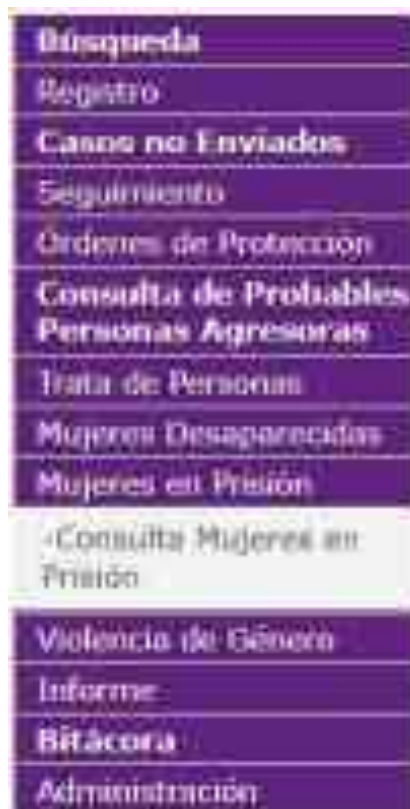 Búsqueda
Registro
Casos no Enviados
Seguimiento
Ordenes de Protección
Consulta de Probables
Personas Agresoras
Trata de Personas
Mujeres Desaparecidas
Mujeres en Prisión
-Consulta Mujeres en
Prisión
Violencia de Género
Informe
Bitácora
Administración